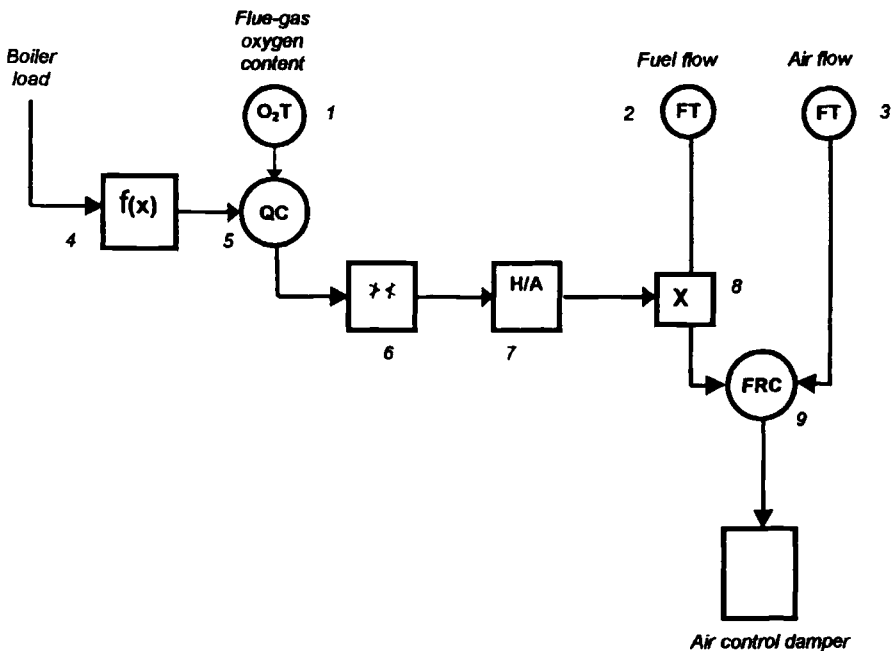 Flue-gas
oxygen
content
Boiler
load
Fuel flow
Air flow
O₂T
1
2
FT
FT
3
f(x)
4
QC
5
H/A
X
8
6
7
FRC
9
Air control damper